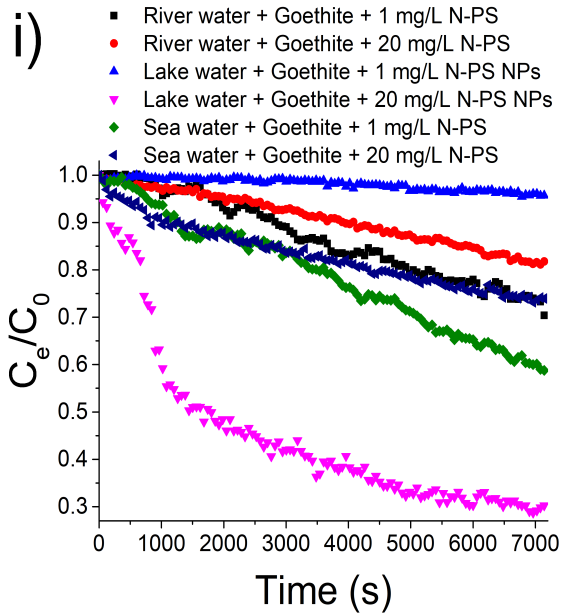 i)
River water + Goethite + 1 mg/L N-PS
River water + Goethite + 20 mg/L N-PS
Lake water + Goethite + 1 mg/L N-PS NPs
Lake water + Goethite + 20 mg/L N-PS NPs
Sea water + Goethite + 1 mg/L N-PS
Sea water + Goethite + 20 mg/L N-PS
1.0
0.9
0.8
0.7
0.6
0.5
0.4
0.3
Ce/C0
0 1000 2000 3000 4000 5000 6000 7000
Time (s)